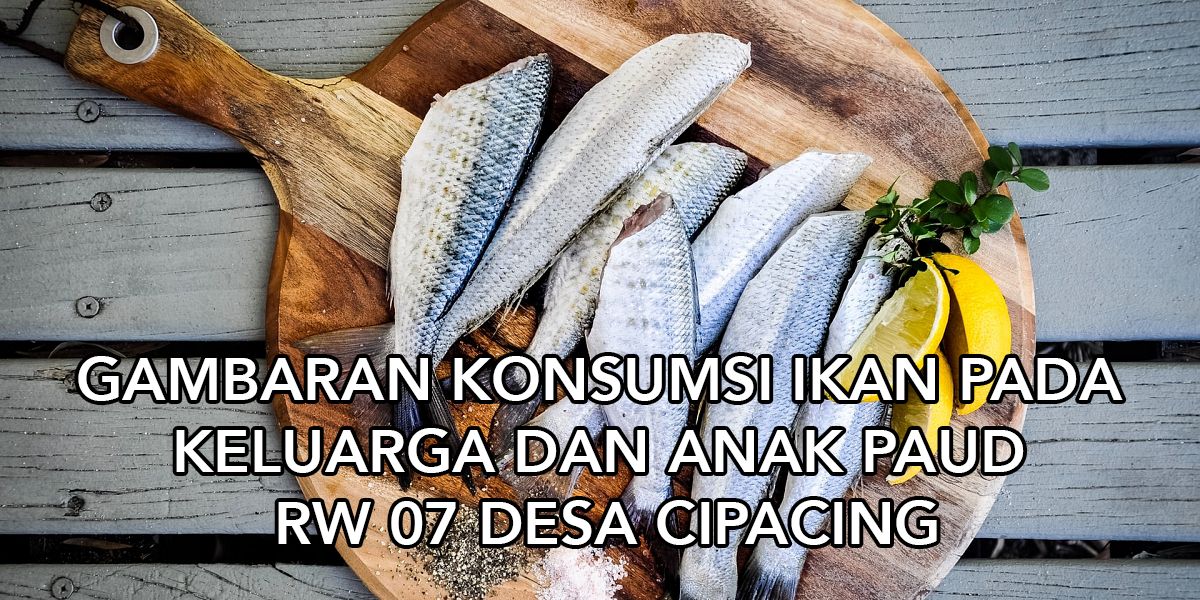 GAMBARAN KONSUMSI IKAN PADA
KELUARGA DAN ANAK PAUD
RW 07 DESA CIPACING